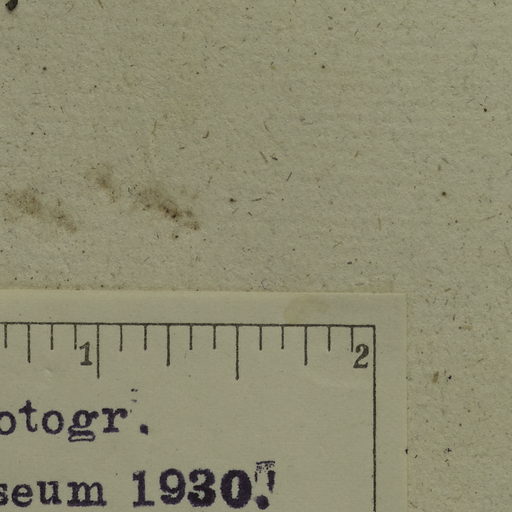 1 2
otogr.
seum 1930.